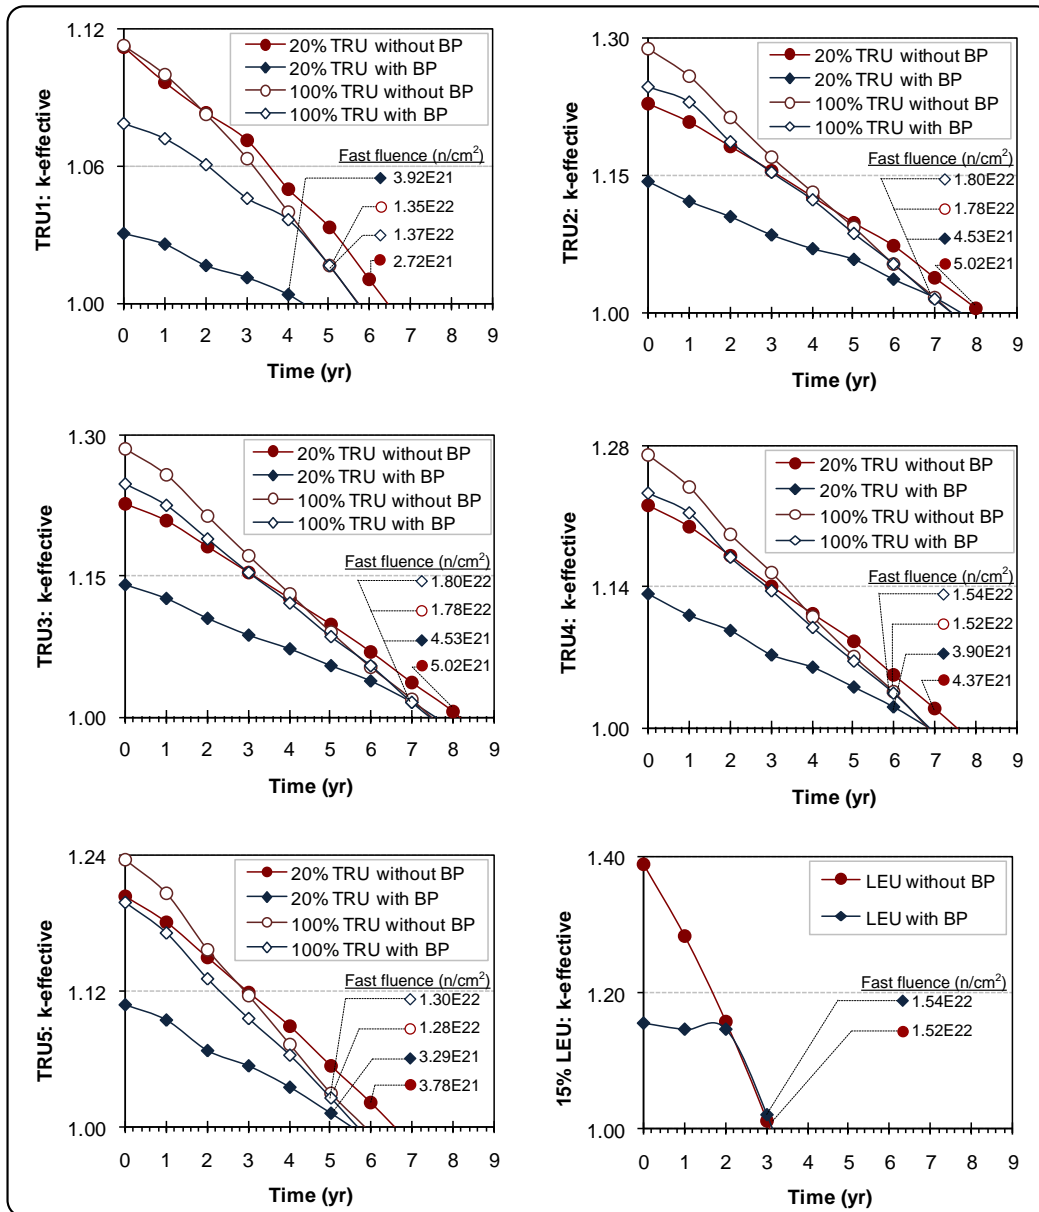 TRU1: k-effective
1.12
1.06
1.00
20% TRU without BP
20% TRU with BP
100% TRU without BP
100% TRU with BP
Fast fluence (n/cm²)
3.92E21
1.35E22
1.37E22
2.72E21
0 1 2 3 4 5 6 7 8 9
Time (yr)
TRU2: k-effective
1.30
1.15
1.00
20% TRU without BP
20% TRU with BP
100% TRU without BP
100% TRU with BP
Fast fluence (n/cm²)
1.80E22
1.78E22
4.53E21
5.02E21
0 1 2 3 4 5 6 7 8 9
Time (yr)
TRU3: k-effective
1.30
1.15
1.00
20% TRU without BP
20% TRU with BP
100% TRU without BP
100% TRU with BP
Fast fluence (n/cm²)
1.80E22
1.78E22
4.53E21
5.02E21
0 1 2 3 4 5 6 7 8 9
Time (yr)
TRU4: k-effective
1.28
1.14
1.00
20% TRU without BP
20% TRU with BP
100% TRU without BP
100% TRU with BP
Fast fluence (n/cm²)
1.54E22
1.52E22
3.90E21
4.37E21
0 1 2 3 4 5 6 7 8 9
Time (yr)
TRU5: k-effective
1.24
1.12
1.00
20% TRU without BP
20% TRU with BP
100% TRU without BP
100% TRU with BP
Fast fluence (n/cm²)
1.30E22
1.28E22
3.29E21
3.78E21
0 1 2 3 4 5 6 7 8 9
Time (yr)
15% LEU: k-effective
1.40
1.20
1.00
LEU without BP
LEU with BP
Fast fluence (n/cm²)
1.54E22
1.52E22
0 1 2 3 4 5 6 7 8 9
Time (yr)